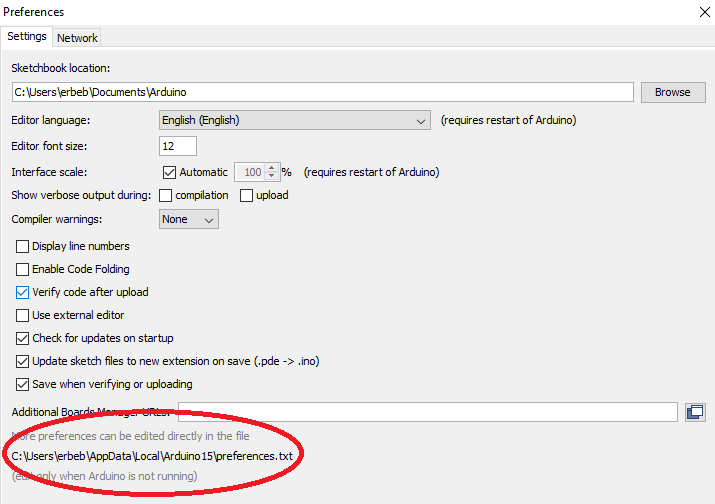 Preferences
Settings Network
Sketchbook location:
C:\Users\erbeb\Documents\Arduino Browse
Editor language: English (English) (requires restart of Arduino)
Editor font size: 12
Interface scale: Automatic 100 % (requires restart of Arduino)
Show verbose output during: compilation upload
Compiler warnings: None
Display line numbers
Enable Code Folding
Verify code after upload
Use external editor
Check for updates on startup
Update sketch files to new extension on save (.pde -> .ino)
Save when verifying or uploading
Additional Boards Manager URLs:
More preferences can be edited directly in the file
C:\Users\erbeb\AppData\Local\Arduino15\preferences.txt
(edit only when Arduino is not running)